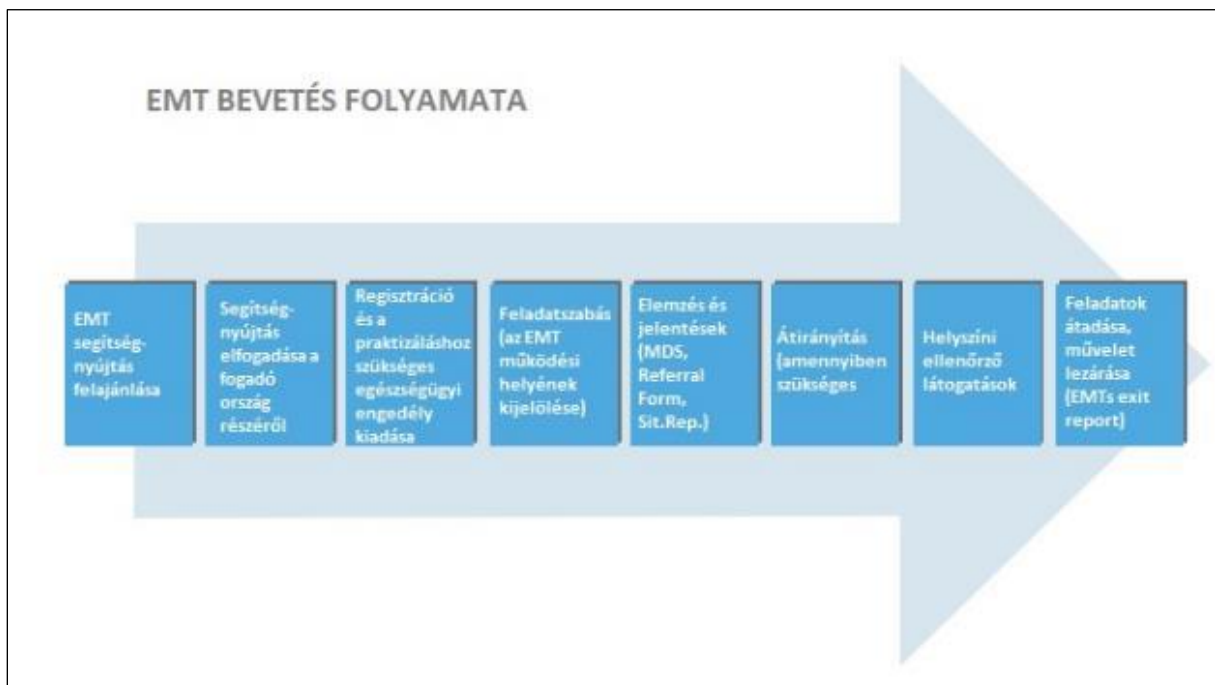 EMT BEVETÉS FOLYAMATA
EMT
segítség-
nyújtás
felajánlása
Segítség-
nyújtás
elfogadása a
fogadó
ország
részéről
Regisztráció
és a
praktizáláshoz
szükséges
egészségügyi
engedély
kiadása
Feladatszabás
(az EMT
működési
helyének
kijelölése)
Elemzés és
jelentések
(MDS,
Referral
Form,
Sit.Rep.)
Átirányítás
(amennyiben
szükséges
Helyszíni
ellenőrző
látogatások
Feladatok
átadása,
művelet
lezárása
(EMTs exit
report)